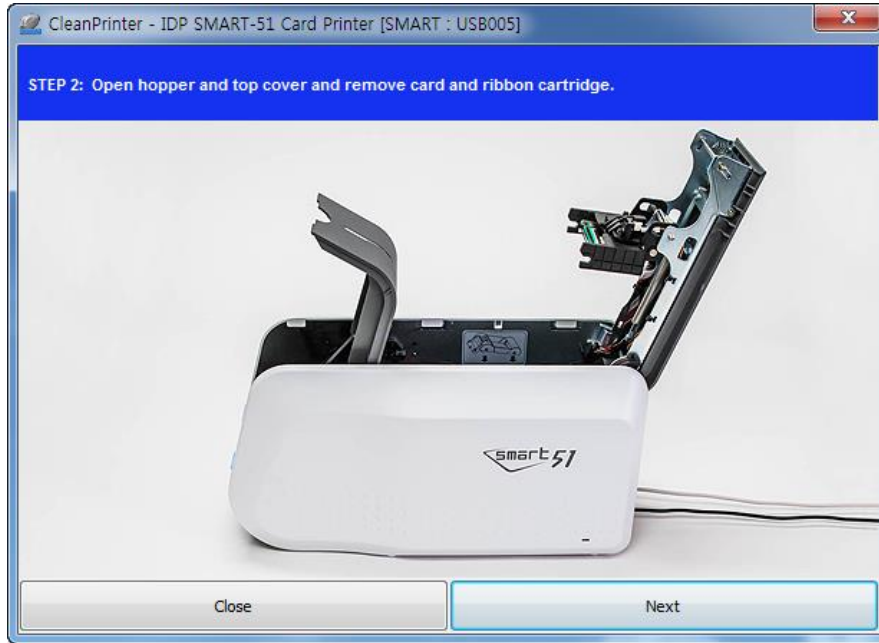 CleanPrinter - IDP SMART-51 Card Printer [SMART : USB005]
STEP 2:  Open hopper and top cover and remove card and ribbon cartridge.
smart 51
Close
Next